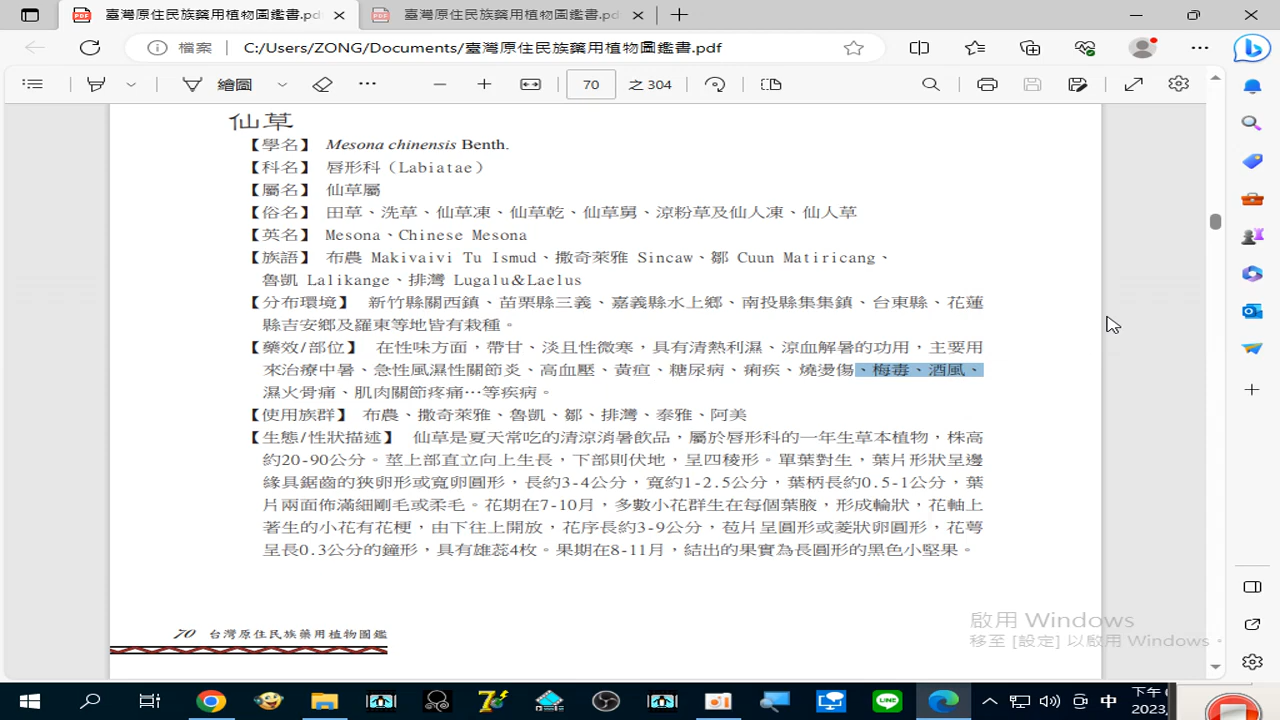 臺灣原住民族藥用植物圖鑑書.pd
臺灣原住民族藥用植物圖鑑書.pdf
檔案
C:/Users/ZONG/Documents/臺灣原住民族藥用植物圖鑑書.pdf
繪圖
70
之 304
仙草
【學名】 Mesona chinensis Benth.
【科名】 唇形科（Labiatae）
【屬名】 仙草屬
【俗名】 田草、洗草、仙草凍、仙草乾、仙草舅、涼粉草及仙人凍、仙人草
【英名】 Mesona、Chinese Mesona
【族語】 布農 Makivaivi Tu Ismud、撒奇萊雅 Sincaw、鄒 Cuun Matiricang、
魯凱 Lalikange、排灣 Lugalu&Laelus
【分布環境】 新竹縣關西鎮、苗栗縣三義、嘉義縣水上鄉、南投縣集集鎮、台東縣、花蓮
縣吉安鄉及羅東等地皆有栽種。
【藥效/部位】 在性味方面，帶甘、淡且性微寒，具有清熱利濕、涼血解暑的功用，主要用
來治療中暑、急性風濕性關節炎、高血壓、黃疸、糖尿病、痢疾、燒燙傷、梅毒、酒風、
濕火骨痛、肌肉關節疼痛…等疾病。
【使用族群】 布農、撒奇萊雅、魯凱、鄒、排灣、泰雅、阿美
【生態/性狀描述】 仙草是夏天常吃的清涼消暑飲品，屬於唇形科的一年生草本植物，株高
約20-90公分。莖上部直立向上生長，下部則伏地，呈四稜形。單葉對生，葉片形狀呈邊
緣具鋸齒的狹卵形或寬卵圓形，長約3-4公分，寬約1-2.5公分，葉柄長約0.5-1公分，葉
片兩面佈滿細剛毛或柔毛。花期在7-10月，多數小花群生在每個葉腋，形成輪狀，花軸上
著生的小花有花梗，由下往上開放，花序長約3-9公分，苞片呈圓形或菱狀卵圓形，花萼
呈長0.3公分的鐘形，具有雄蕊4枚。果期在8-11月，結出的果實為長圓形的黑色小堅果。
70 台灣原住民族藥用植物圖鑑
啟用 Windows
移至 [設定] 以啟用 Windows。
中
下午
2023,